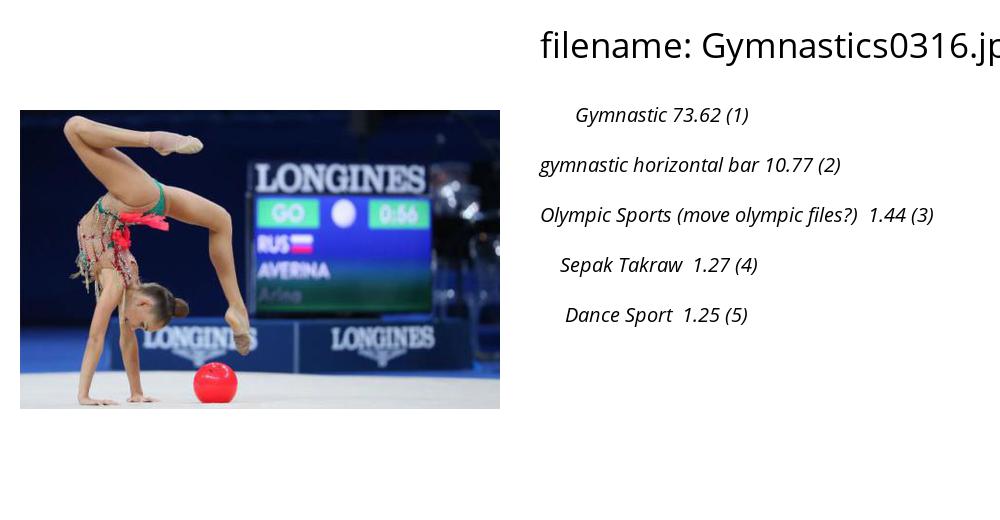 filename: Gymnastics0316.jp
Gymnastic 73.62 (1)
gymnastic horizontal bar 10.77 (2)
Olympic Sports (move olympic files?) 1.44 (3)
Sepak Takraw 1.27 (4)
Dance Sport 1.25 (5)
LONGINES
GO 0:56
RUS
AVERINA
Arina
LONGINES LONGINES